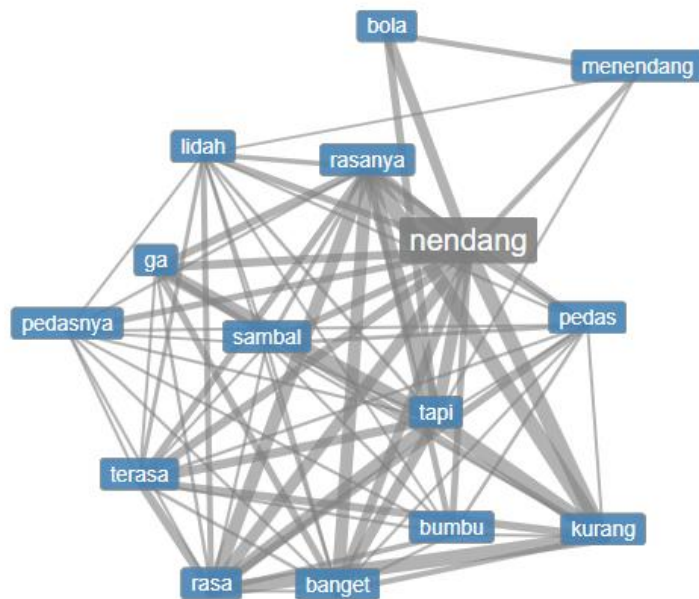 bola
menendang
lidah
rasanya
nendang
ga
pedasnya
sambal
pedas
tapi
terasa
bumbu
kurang
rasa
banget